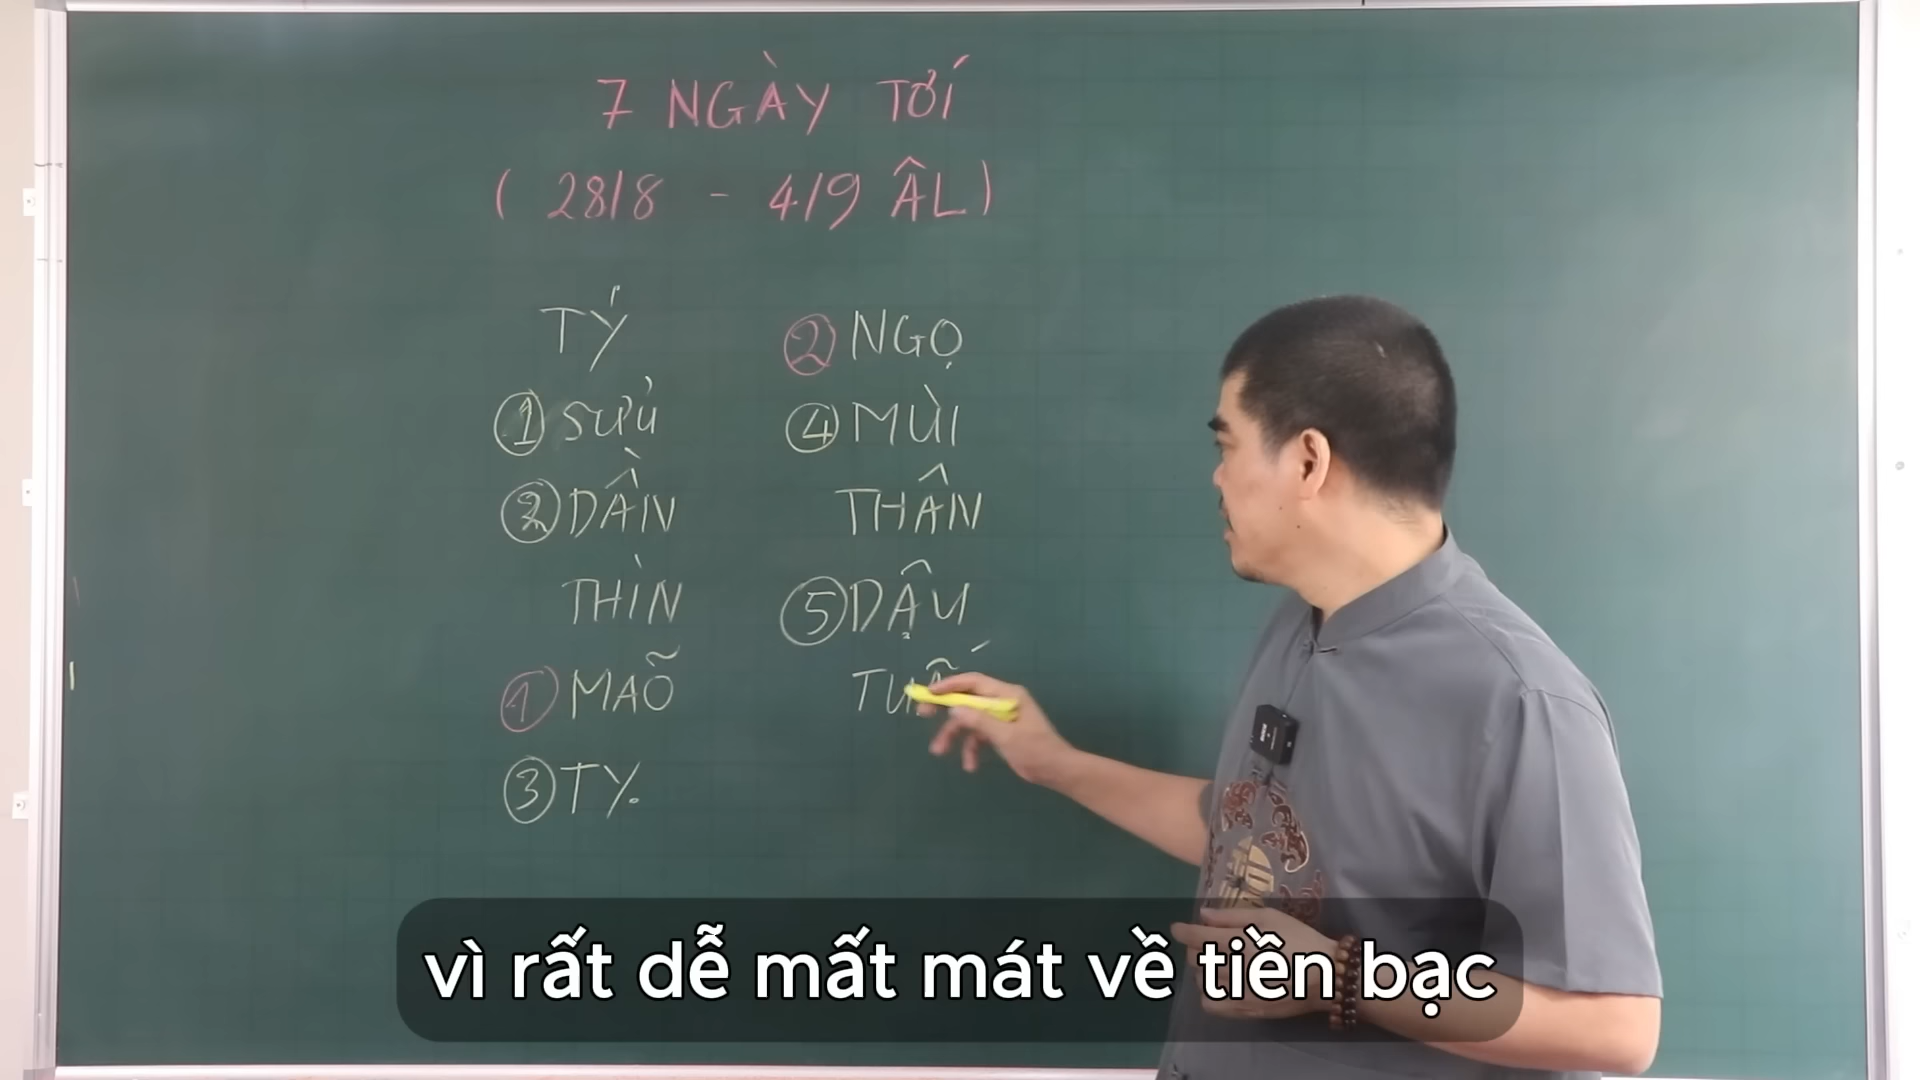 7 NGÀY TỚI
( 28/8 - 4/9 ÂL )
TÝ
① SỬU
② DẦN
THÌN
① MAÕ
③ TỴ
② NGỌ
④ MÙI
THÂN
⑤ DẬU
vì rất dễ mất mát về tiền bạc